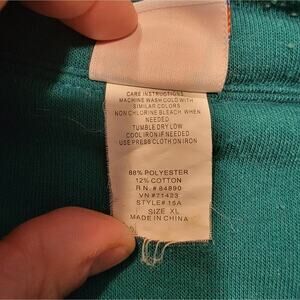 CARE INSTRUCTIONS
MACHINE WASH COLD WITH
SIMILAR COLORS
NON CHLORINE BLEACH, WHEN
NEEDED
TUMBLE DRY LOW
COOL IRON IF NEEDED
USE PRESS CLOTH ON IRON
88% POLYESTER
12% COTTON
R.N. # 84890
VN #71423
STYLE# 15A
SIZE XL
MADE IN CHINA